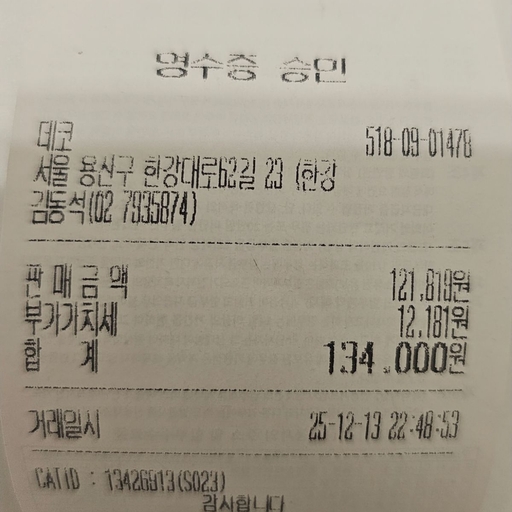 영수증 승인
데코 518-09-01478
서울 용산구 한강대로62길 23 (한강
김동석(02 7935874)
판 매 금 액 121,819원
부가가치세 12,181원
합 계 134,000원
거래일시 25-12-13 22:48:53
CATID : 13426913(S023)
감사합니다